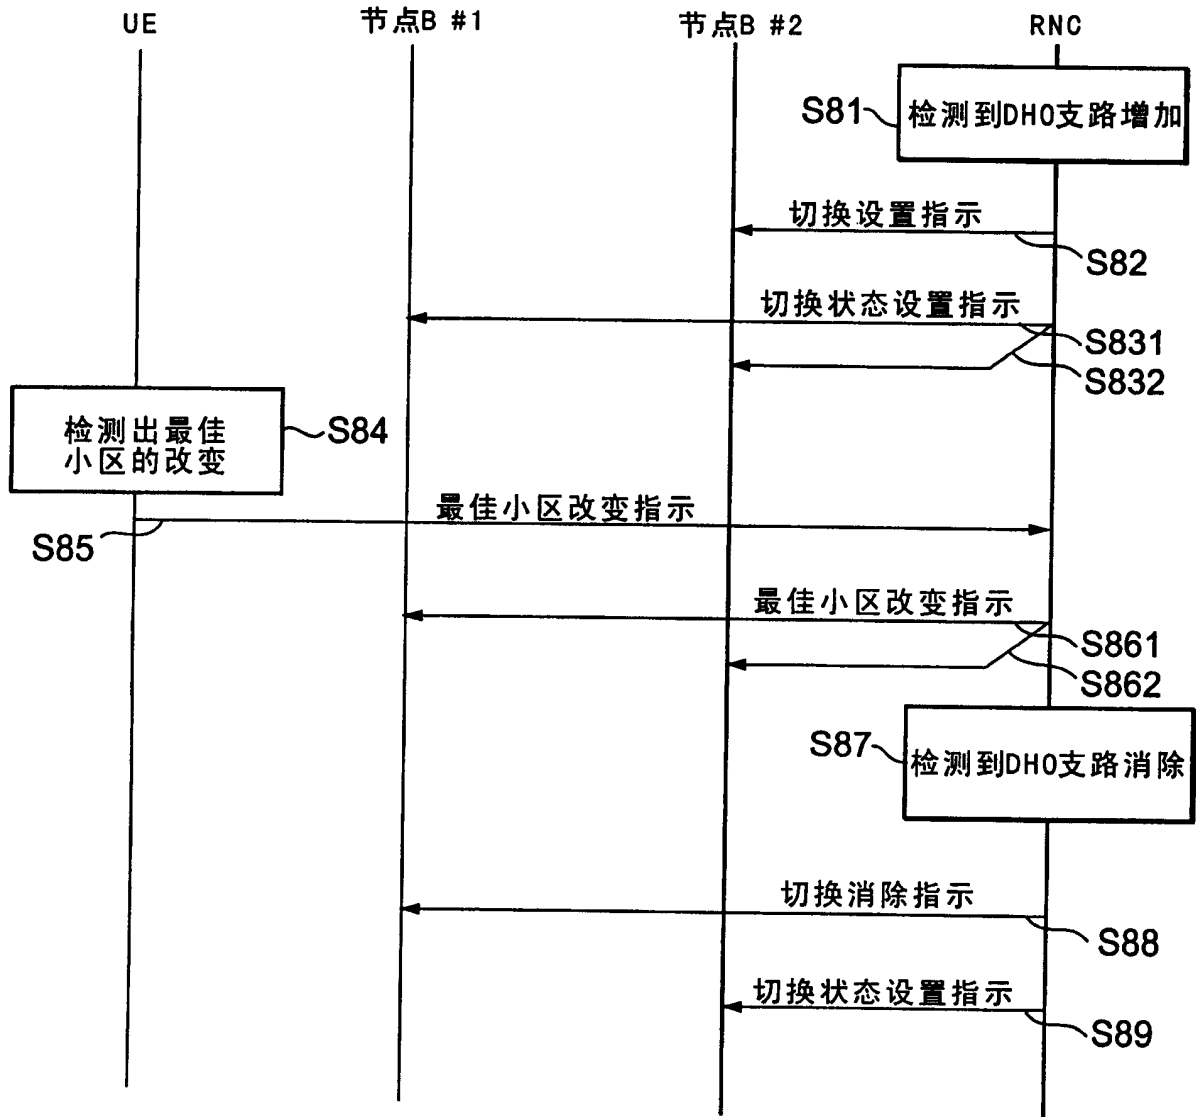 UE
节点B #1
节点B #2
RNC
S81
检测到DHO支路增加
切换设置指示
S82
切换状态设置指示
S831
S832
检测出最佳
小区的改变
S84
最佳小区改变指示
S85
最佳小区改变指示
S861
S862
S87
检测到DHO支路消除
切换消除指示
S88
切换状态设置指示
S89